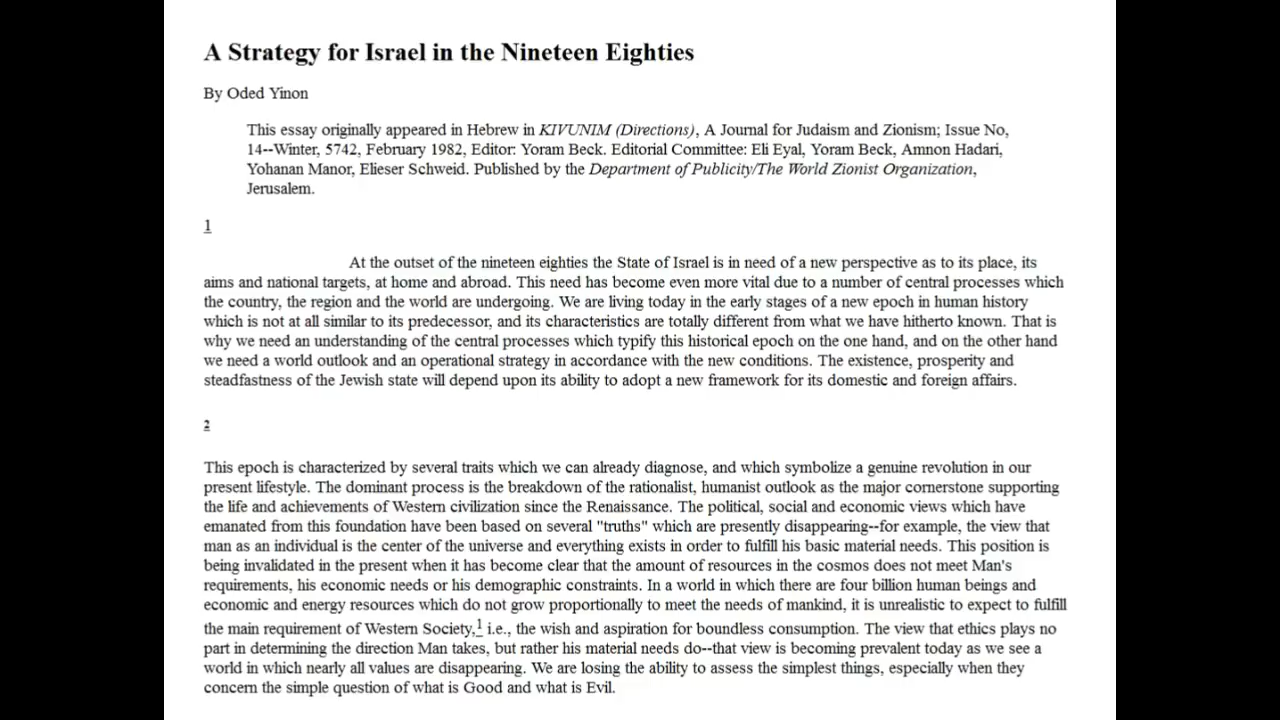 A Strategy for Israel in the Nineteen Eighties
By Oded Yinon
This essay originally appeared in Hebrew in KIVUNIM (Directions), A Journal for Judaism and Zionism; Issue No,
14--Winter, 5742, February 1982, Editor: Yoram Beck. Editorial Committee: Eli Eyal, Yoram Beck, Amnon Hadari,
Yohanan Manor, Elieser Schweid. Published by the Department of Publicity/The World Zionist Organization,
Jerusalem.
1
At the outset of the nineteen eighties the State of Israel is in need of a new perspective as to its place, its
aims and national targets, at home and abroad. This need has become even more vital due to a number of central processes which
the country, the region and the world are undergoing. We are living today in the early stages of a new epoch in human history
which is not at all similar to its predecessor, and its characteristics are totally different from what we have hitherto known. That is
why we need an understanding of the central processes which typify this historical epoch on the one hand, and on the other hand
we need a world outlook and an operational strategy in accordance with the new conditions. The existence, prosperity and
steadfastness of the Jewish state will depend upon its ability to adopt a new framework for its domestic and foreign affairs.
2
This epoch is characterized by several traits which we can already diagnose, and which symbolize a genuine revolution in our
present lifestyle. The dominant process is the breakdown of the rationalist, humanist outlook as the major cornerstone supporting
the life and achievements of Western civilization since the Renaissance. The political, social and economic views which have
emanated from this foundation have been based on several "truths" which are presently disappearing--for example, the view that
man as an individual is the center of the universe and everything exists in order to fulfill his basic material needs. This position is
being invalidated in the present when it has become clear that the amount of resources in the cosmos does not meet Man's
requirements, his economic needs or his demographic constraints. In a world in which there are four billion human beings and
economic and energy resources which do not grow proportionally to meet the needs of mankind, it is unrealistic to expect to fulfill
the main requirement of Western Society,1 i.e., the wish and aspiration for boundless consumption. The view that ethics plays no
part in determining the direction Man takes, but rather his material needs do--that view is becoming prevalent today as we see a
world in which nearly all values are disappearing. We are losing the ability to assess the simplest things, especially when they
concern the simple question of what is Good and what is Evil.